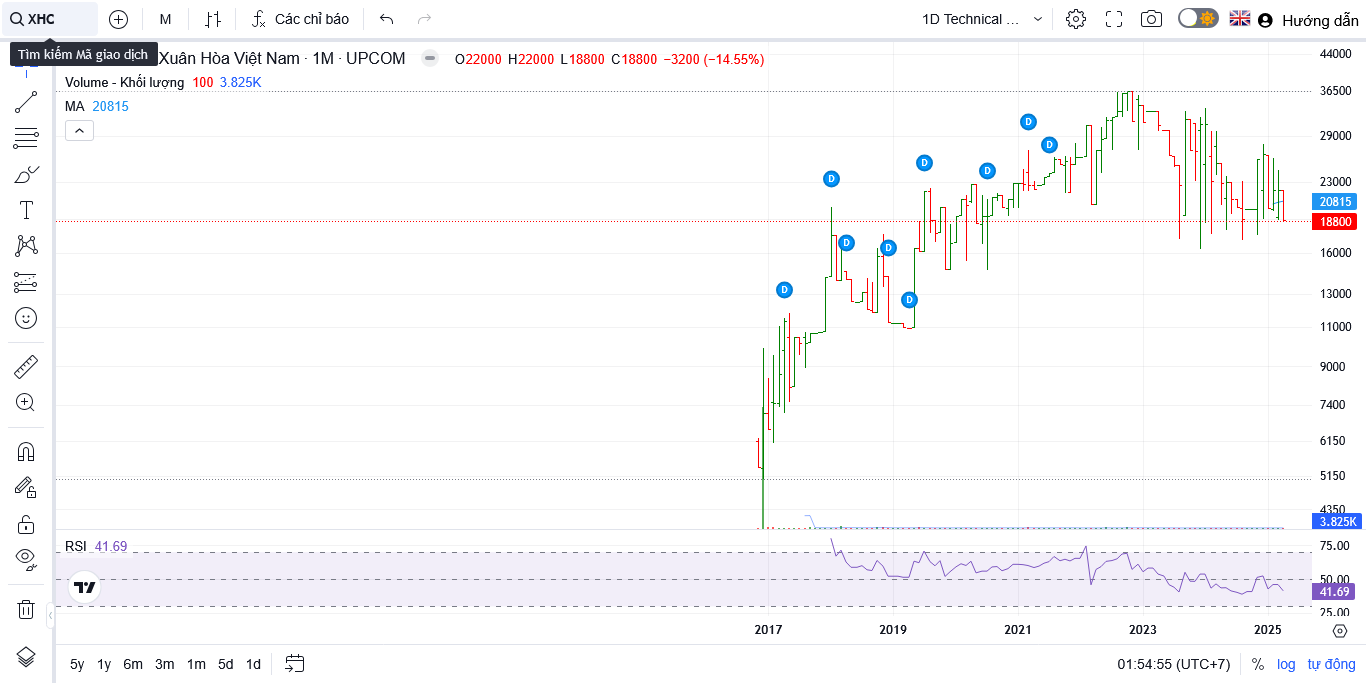 XHC
M
Các chỉ báo
1D Technical ...
Hướng dẫn
Tìm kiếm Mã giao dịch
Xuân Hòa Việt Nam · 1M · UPCOM
O22000 H22000 L18800 C18800 −3200 (−14.55%)
Volume - Khối lượng 100 3.825K
MA 20815
44000
36500
29000
23000
20815
18800
16000
13000
11000
9000
7400
6150
5150
4350
3.825K
D
D
D
D
D
D
D
D
D
RSI 41.69
75.00
50.00
41.69
25.00
2017
2019
2021
2023
2025
5y 1y 6m 3m 1m 5d 1d
01:54:55 (UTC+7)
% log tự động